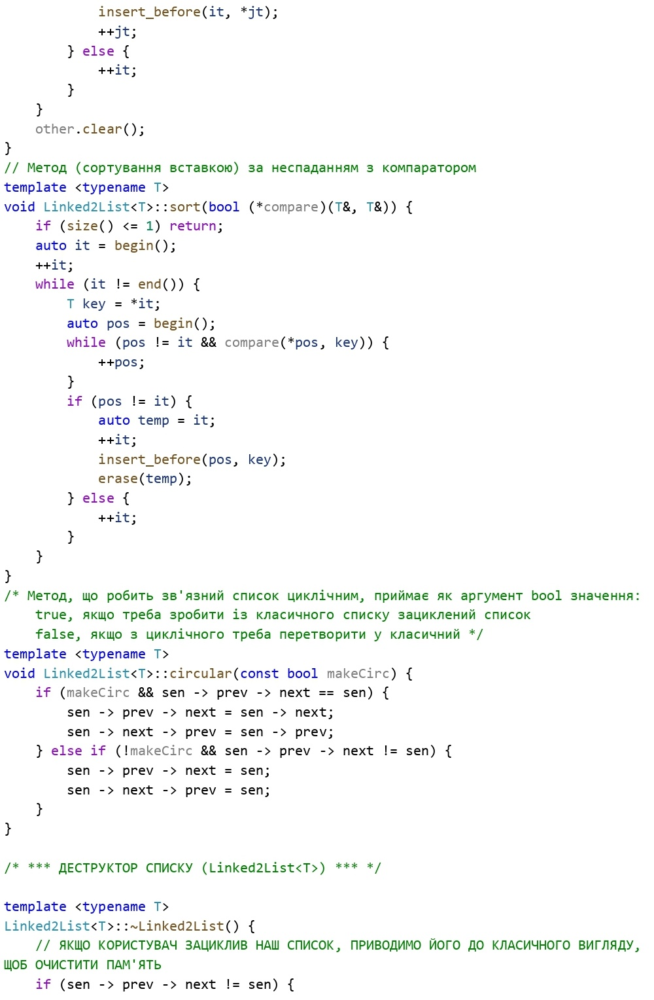 insert_before(it, *jt);
            ++jt;
        } else {
            ++it;
        }
    }
    other.clear();
}
// Метод (сортування вставкою) за неспаданням з компаратором
template <typename T>
void Linked2List<T>::sort(bool (*compare)(T&, T&)) {
    if (size() <= 1) return;
    auto it = begin();
    ++it;
    while (it != end()) {
        T key = *it;
        auto pos = begin();
        while (pos != it && compare(*pos, key)) {
            ++pos;
        }
        if (pos != it) {
            auto temp = it;
            ++it;
            insert_before(pos, key);
            erase(temp);
        } else {
            ++it;
        }
    }
}
/* Метод, що робить зв'язний список циклічним, приймає як аргумент bool значення:
    true, якщо треба зробити із класичного списку зациклений список
    false, якщо з циклічного треба перетворити у класичний */
template <typename T>
void Linked2List<T>::circular(const bool makeCirc) {
    if (makeCirc && sen -> prev -> next == sen) {
        sen -> prev -> next = sen -> next;
        sen -> next -> prev = sen -> prev;
    } else if (!makeCirc && sen -> prev -> next != sen) {
        sen -> prev -> next = sen;
        sen -> next -> prev = sen;
    }
}

/* *** ДЕСТРУКТОР СПИСКУ (Linked2List<T>) *** */

template <typename T>
Linked2List<T>::~Linked2List() {
    // ЯКЩО КОРИСТУВАЧ ЗАЦИКЛИВ НАШ СПИСОК, ПРИВОДИМО ЙОГО ДО КЛАСИЧНОГО ВИГЛЯДУ,
ЩОБ ОЧИСТИТИ ПАМ'ЯТЬ
    if (sen -> prev -> next != sen) {